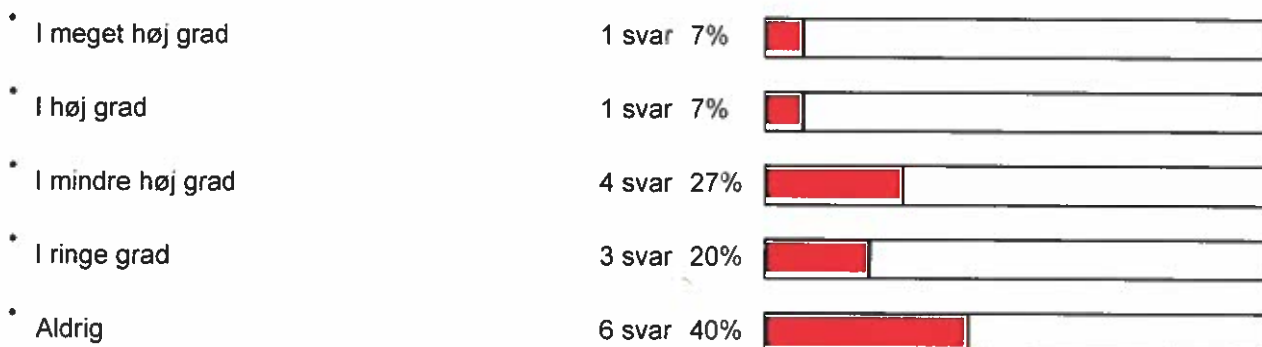 • I meget høj grad 1 svar 7%
• I høj grad 1 svar 7%
• I mindre høj grad 4 svar 27%
• I ringe grad 3 svar 20%
• Aldrig 6 svar 40%